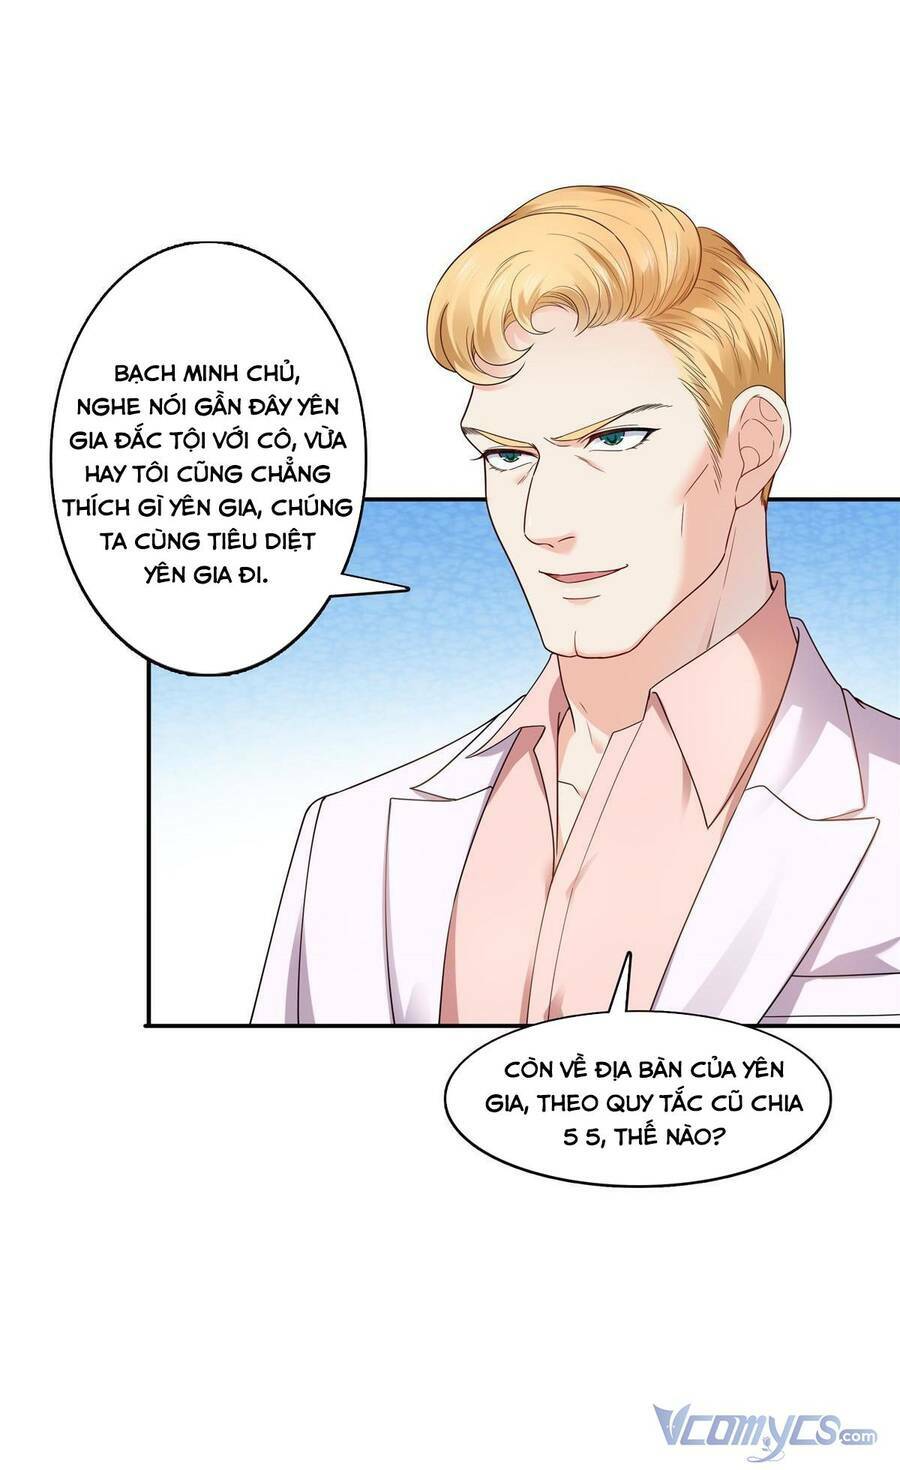 BẠCH MINH CHỦ,
NGHE NÓI GẦN ĐÂY YÊN
GIA ĐẮC TỘI VỚI CÔ, VỪA
HAY TÔI CŨNG CHẲNG
THÍCH GÌ YÊN GIA, CHÚNG
TA CÙNG TIÊU DIỆT
YÊN GIA ĐI.
CÒN VỀ ĐỊA BÀN CỦA YÊN
GIA, THEO QUY TẮC CŨ CHIA
5 5, THẾ NÀO?
VCOMYCS.com